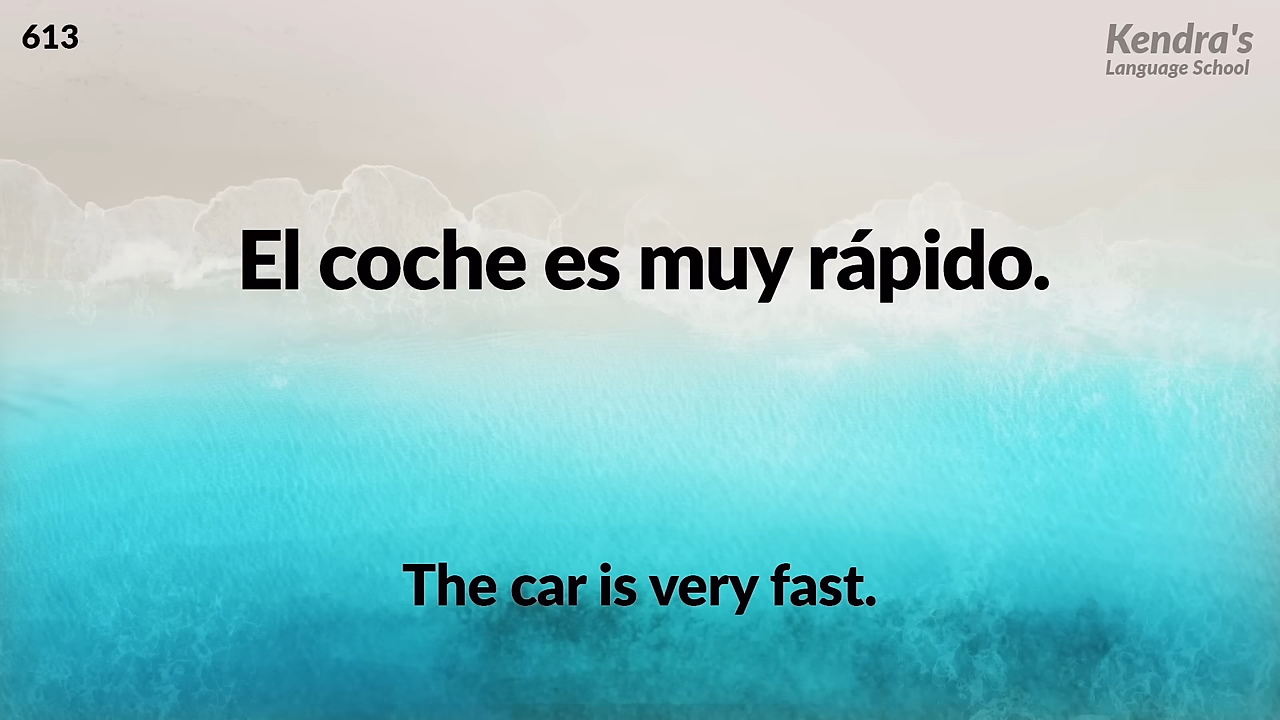 613
Kendra's
Language School
El coche es muy rápido.
The car is very fast.